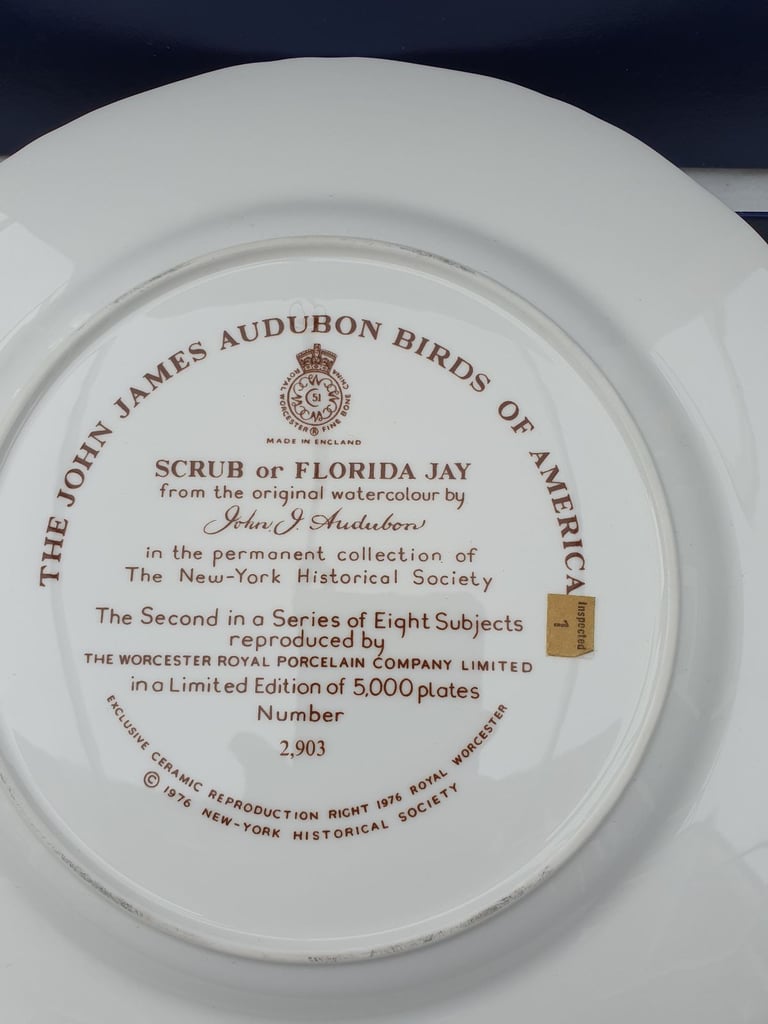 THE JOHN JAMES AUDUBON BIRDS OF AMERICA
ROYAL WORCESTER ® FINE BONE CHINA
51
MADE IN ENGLAND
SCRUB or FLORIDA JAY
from the original watercolour by
John J. Audubon
in the permanent collection of
The New-York Historical Society
The Second in a Series of Eight Subjects
reproduced by
THE WORCESTER ROYAL PORCELAIN COMPANY LIMITED
in a Limited Edition of 5,000 plates
Number
2,903
EXCLUSIVE CERAMIC REPRODUCTION RIGHT 1976 ROYAL WORCESTER
© 1976 NEW-YORK HISTORICAL SOCIETY
Inspected